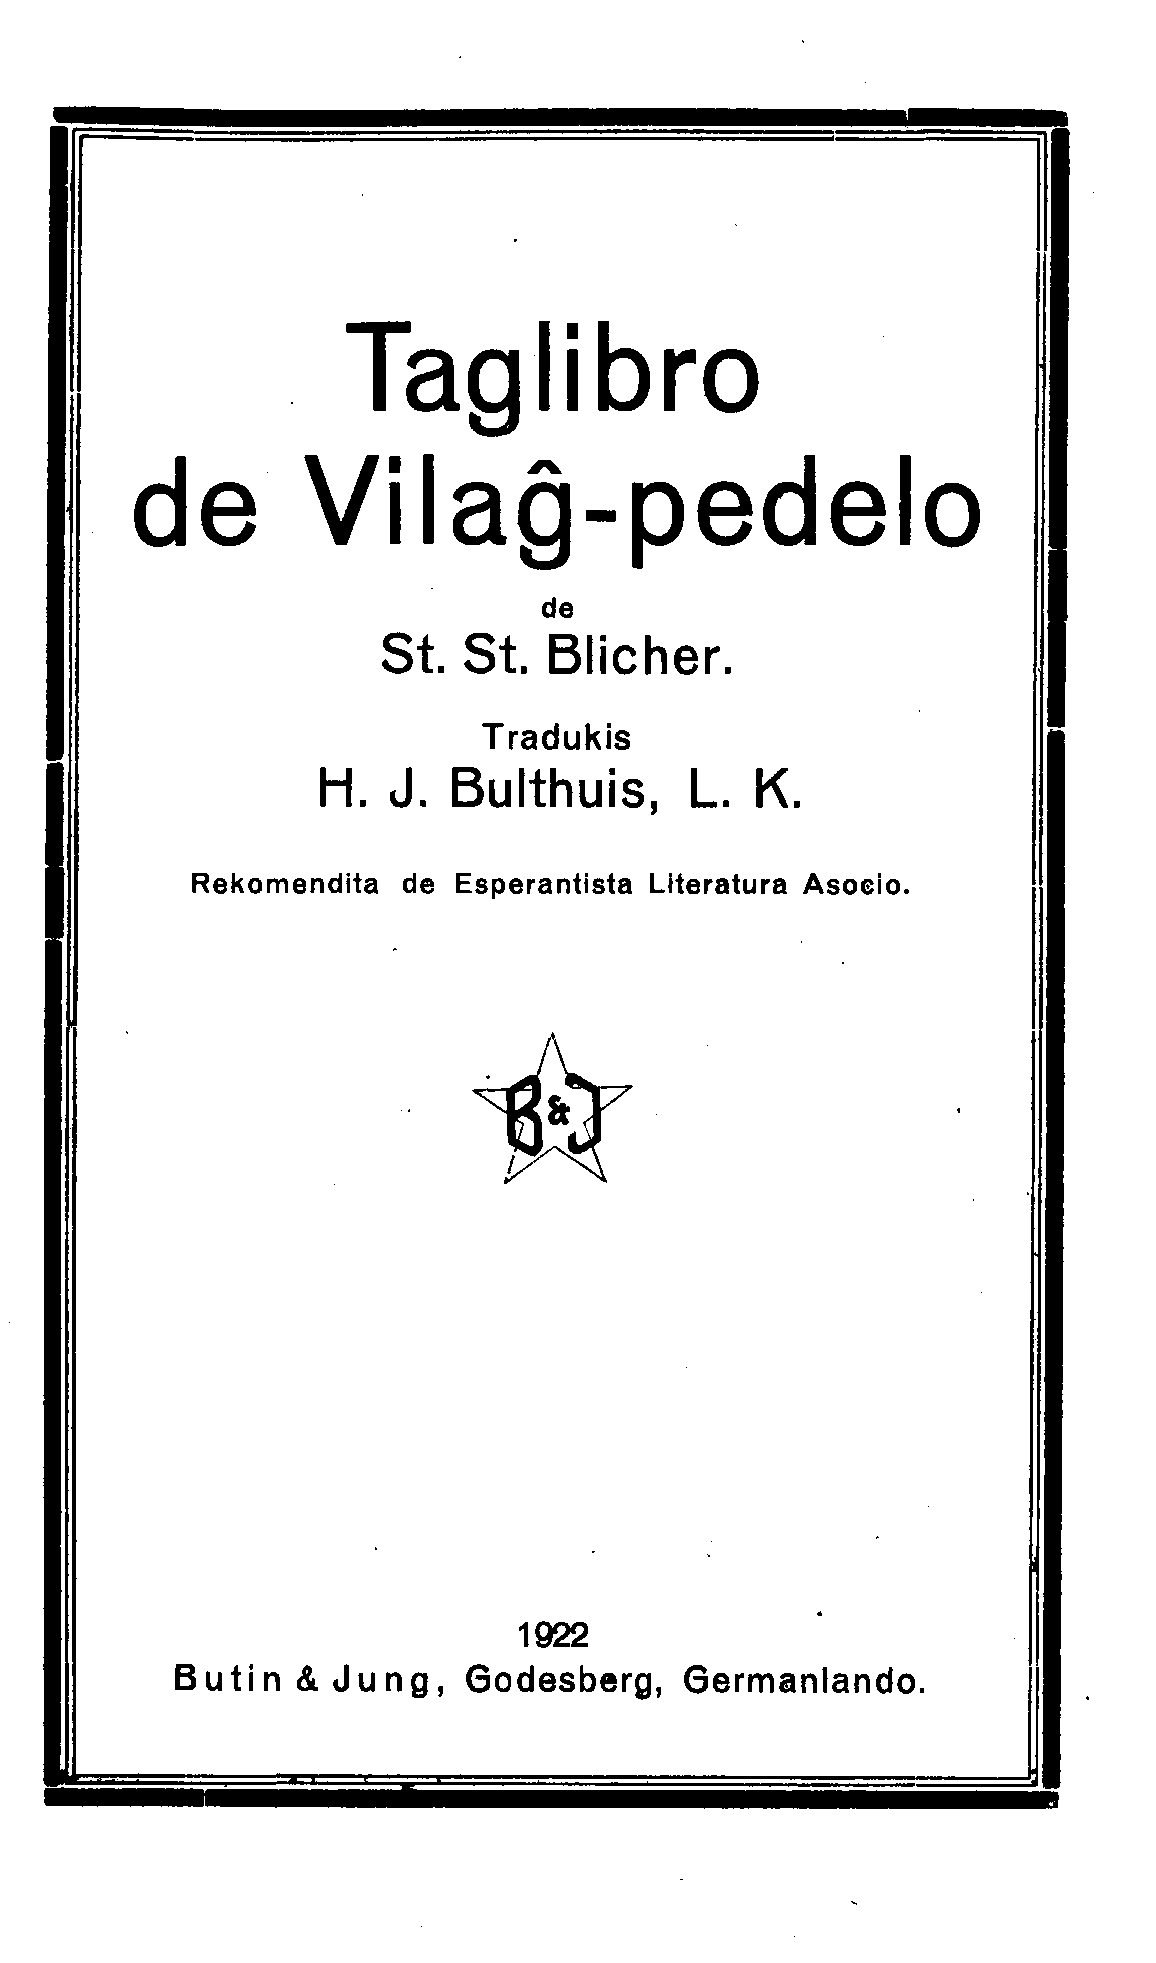 Taglibro
de Vilaĝ-pedelo
de
St. St. Blicher.
Tradukis
H. J. Bulthuis, L. K.
Rekomendita de Esperantista Literatura Asocio.
B & J
1922
Butin & Jung, Godesberg, Germanlando.